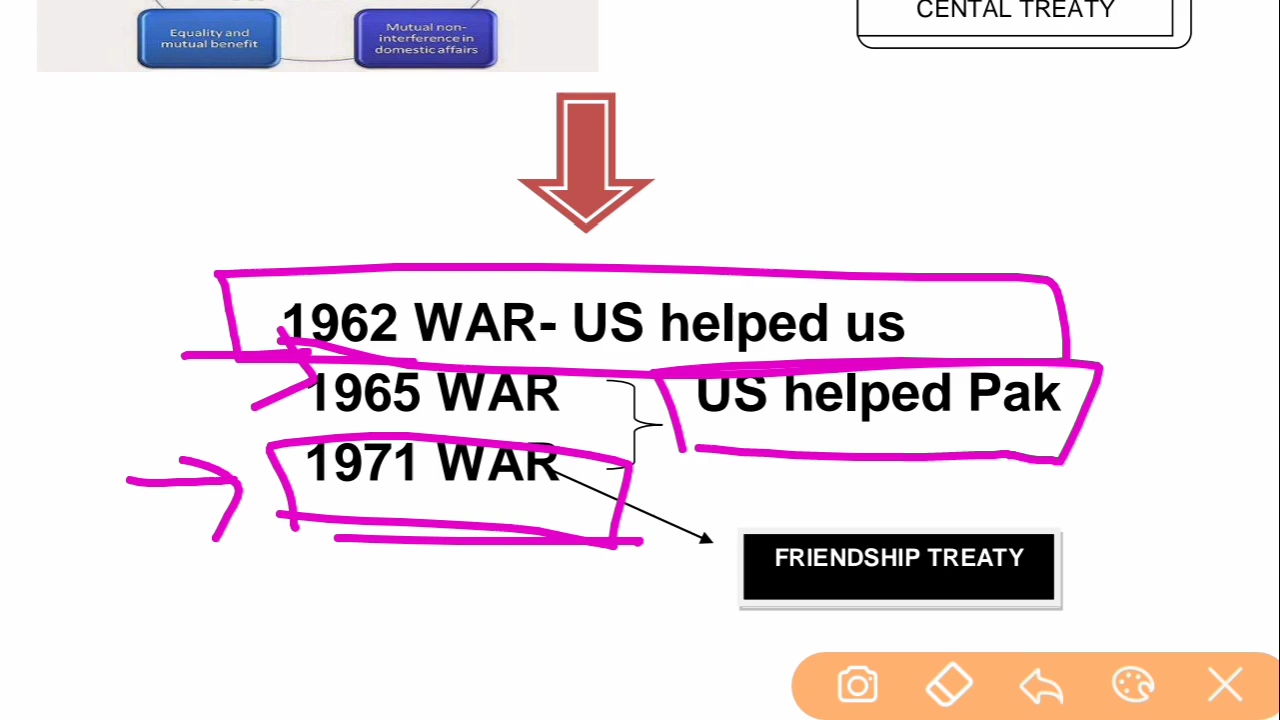 CENTAL TREATY
Equality and
mutual benefit
Mutual non-
interference in
domestic affairs
1962 WAR- US helped us
1965 WAR
US helped Pak
1971 WAR
FRIENDSHIP TREATY